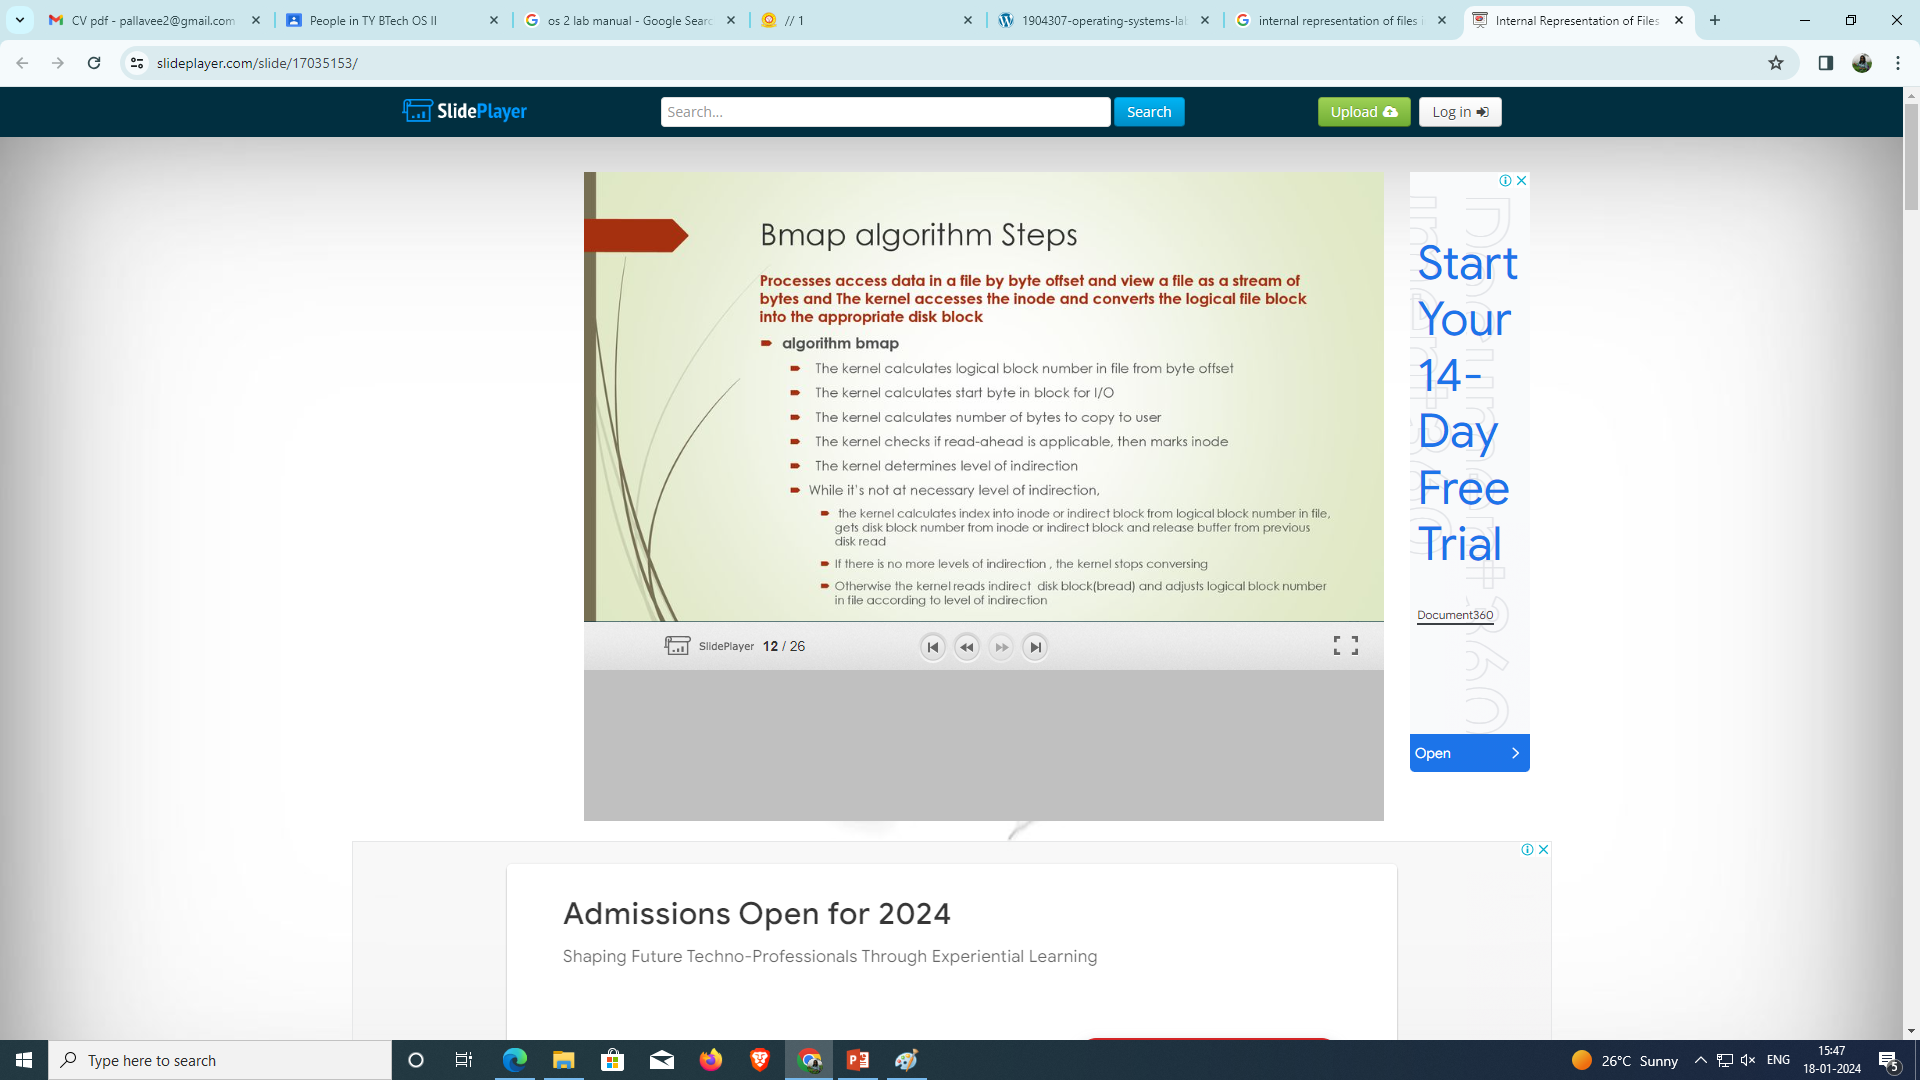 CV pdf - pallavee2@gmail.com
People in TY BTech OS II
os 2 lab manual - Google Searc
// 1
1904307-operating-systems-lab
internal representation of files i
Internal Representation of Files
slideplayer.com/slide/17035153/
SlidePlayer
Search...
Search
Upload
Log in
Bmap algorithm Steps
Processes access data in a file by byte offset and view a file as a stream of
bytes and The kernel accesses the inode and converts the logical file block
into the appropriate disk block
algorithm bmap
The kernel calculates logical block number in file from byte offset
The kernel calculates start byte in block for I/O
The kernel calculates number of bytes to copy to user
The kernel checks if read-ahead is applicable, then marks inode
The kernel determines level of indirection
While it's not at necessary level of indirection,
the kernel calculates index into inode or indirect block from logical block number in file,
gets disk block number from inode or indirect block and release buffer from previous
disk read
If there is no more levels of indirection , the kernel stops conversing
Otherwise the kernel reads indirect disk block(bread) and adjusts logical block number
in file according to level of indirection
SlidePlayer 12 / 26
Start
Your
14-
Day
Free
Trial
Document360
Open
Admissions Open for 2024
Shaping Future Techno-Professionals Through Experiential Learning
Type here to search
26°C Sunny
ENG
15:47
18-01-2024
5